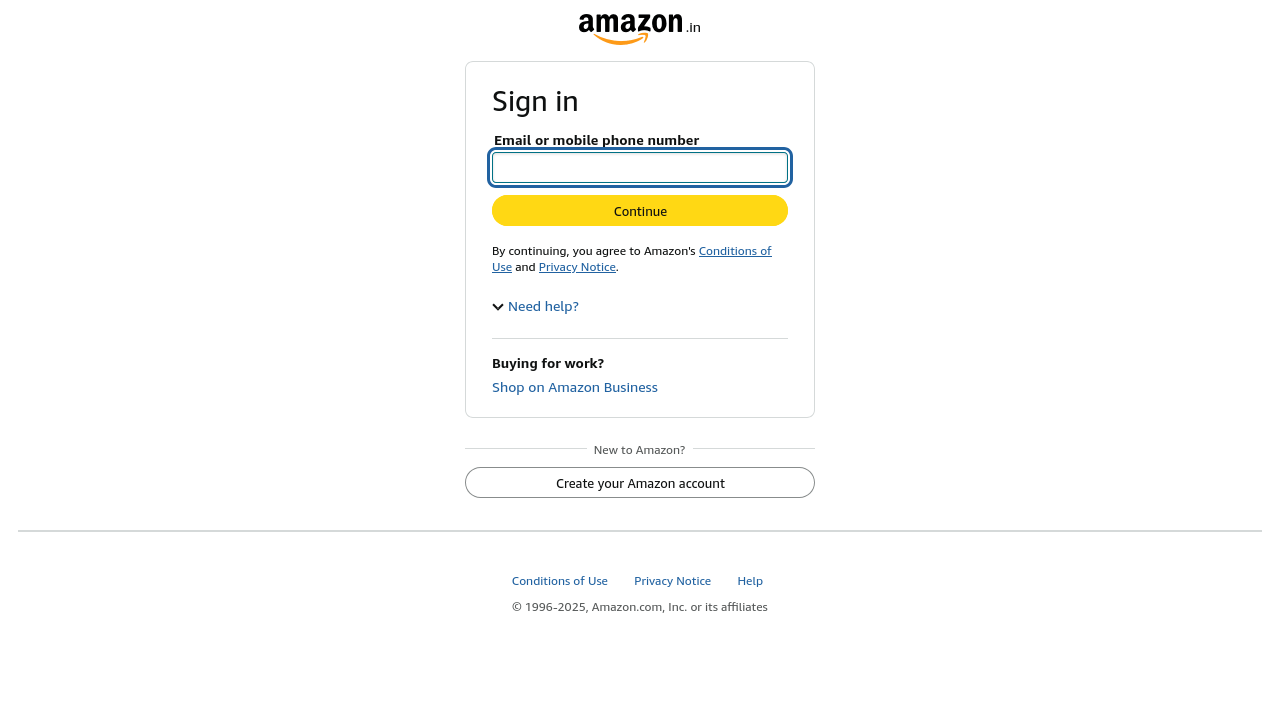 amazon.in
Sign in
Email or mobile phone number
Continue
By continuing, you agree to Amazon's Conditions of
Use and Privacy Notice.
Need help?
Buying for work?
Shop on Amazon Business
New to Amazon?
Create your Amazon account
Conditions of Use Privacy Notice Help
© 1996-2025, Amazon.com, Inc. or its affiliates